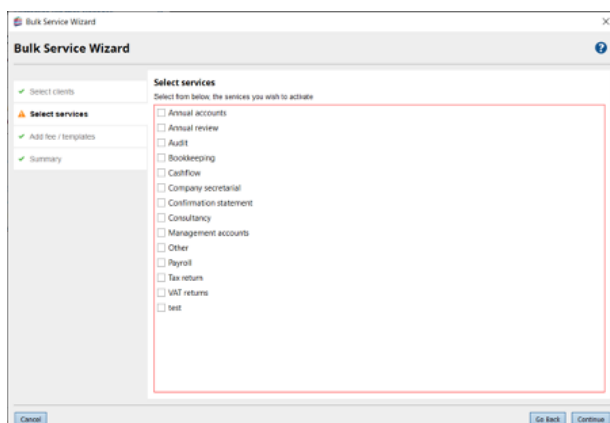 Bulk Service Wizard
Bulk Service Wizard
Select clients
Select services
Add fee / templates
Summary
Select services
Select from below, the services you wish to activate
Annual accounts
Annual review
Audit
Bookkeeping
Cashflow
Company secretarial
Confirmation statement
Consultancy
Management accounts
Other
Payroll
Tax return
VAT returns
test
Cancel
Go Back
Continue